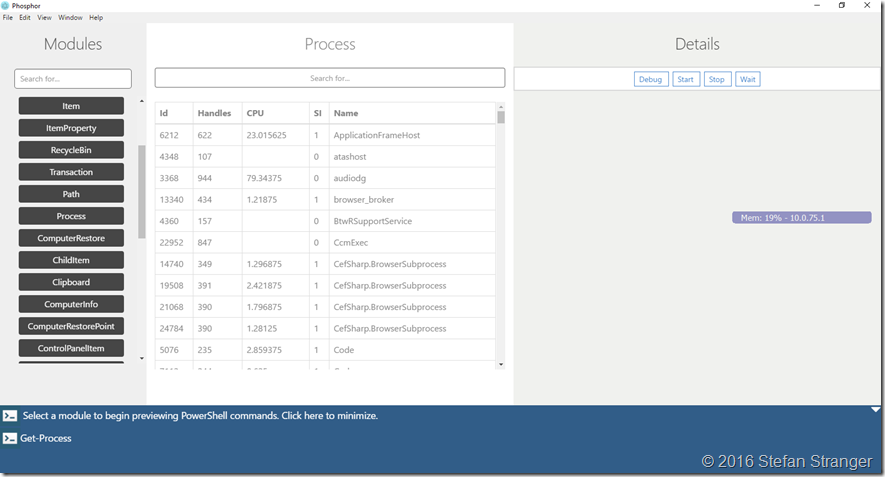 Phosphor
File Edit View Window Help
Modules
Search for...
Item
ItemProperty
RecycleBin
Transaction
Path
Process
ComputerRestore
ChildItem
Clipboard
ComputerInfo
ComputerRestorePoint
ControlPanelItem
Process
Search for...
Id Handles CPU SI Name
6212 622 23.015625 1 ApplicationFrameHost
4348 107 0 atashost
3368 944 79.34375 0 audiodg
13340 434 1.21875 1 browser_broker
4360 157 0 BtwRSupportService
22952 847 0 CcmExec
14740 349 1.296875 1 CefSharp.BrowserSubprocess
19508 391 2.421875 1 CefSharp.BrowserSubprocess
21068 390 1.796875 1 CefSharp.BrowserSubprocess
24784 390 1.28125 1 CefSharp.BrowserSubprocess
5076 235 2.859375 1 Code
Details
Debug Start Stop Wait
Mem: 19% - 10.0.75.1
Select a module to begin previewing PowerShell commands. Click here to minimize.
Get-Process
© 2016 Stefan Stranger